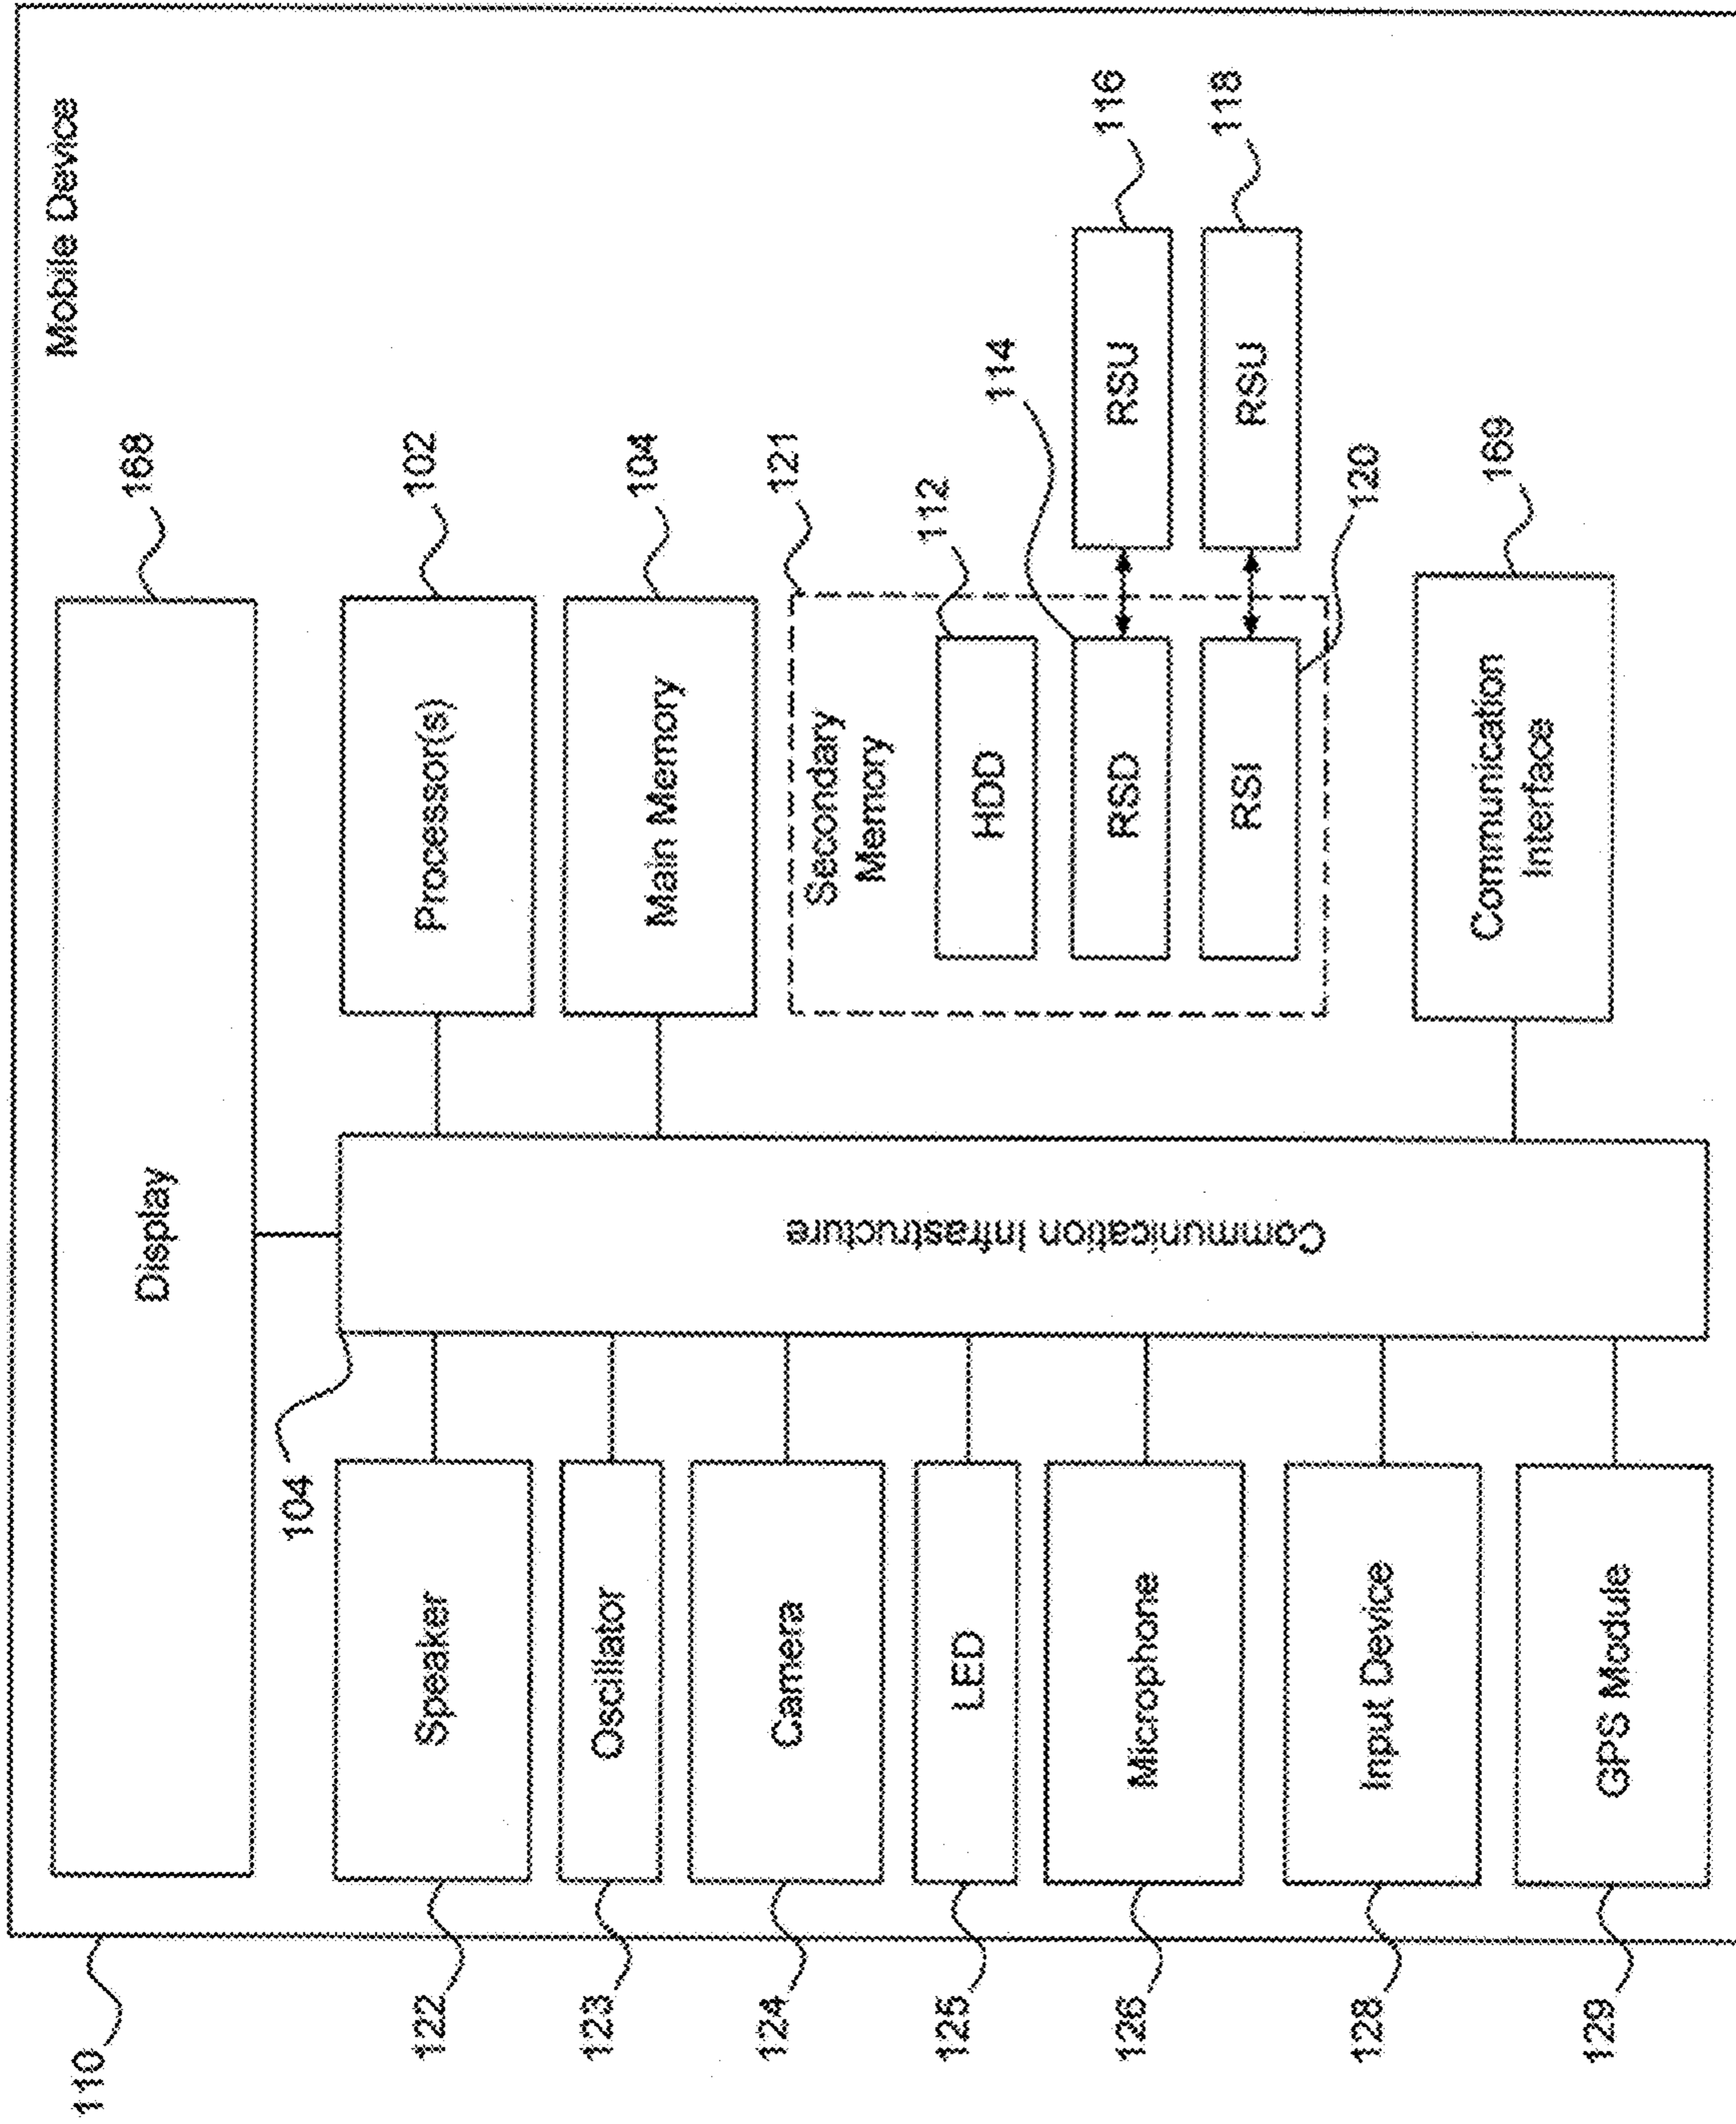 Mobile Device
110
Display
168
104
Speaker
122
Oscillator
123
Camera
124
LED
125
Microphone
126
Input Device
128
GPS Module
129
Communication Infrastructure
Processor(s)
102
Main Memory
104
Secondary
Memory
121
HDD
112
RSD
114
RSU
116
RSI
120
RSU
118
Communication
Interface
169